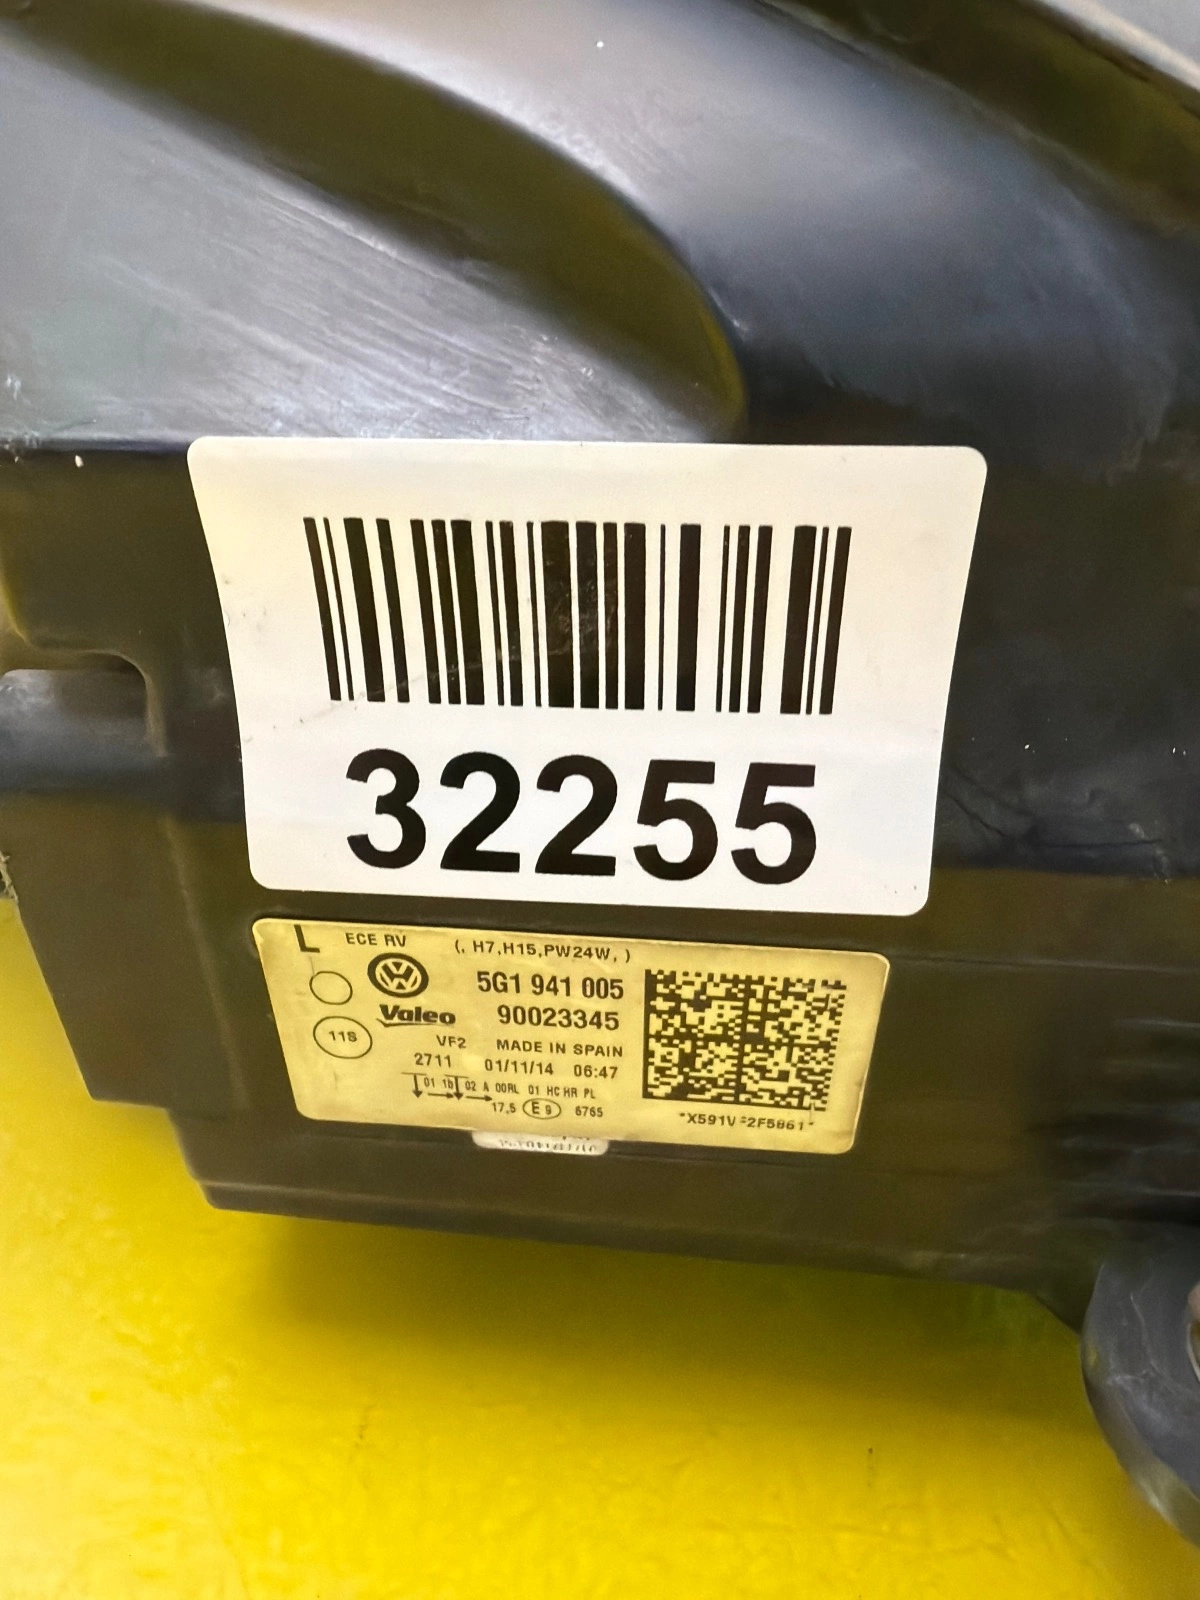 32255
L ECE RV (, H7,H15,PW24W, )
5G1 941 005
Valeo 90023345
11S
VF2 MADE IN SPAIN
2711 01/11/14 06:47
01 1b 02 A 00RL 01 HC HR PL
17,5 E9 6765
*X591V =2F5861*